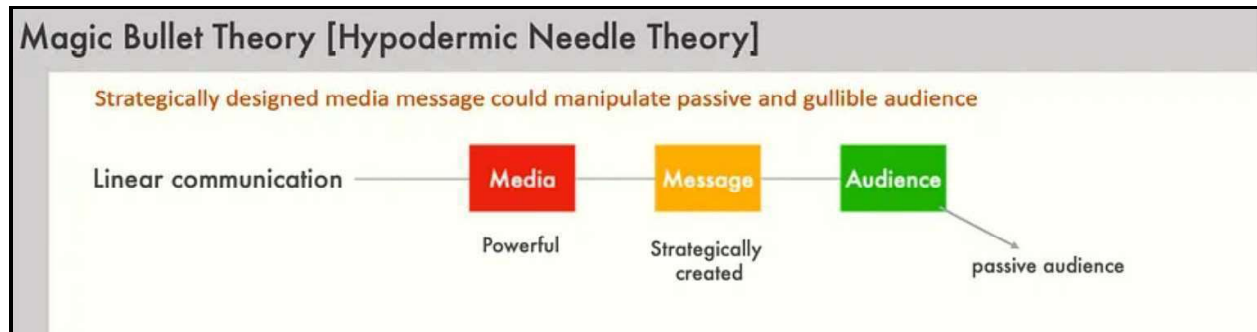 Magic Bullet Theory [Hypodermic Needle Theory]
Strategically designed media message could manipulate passive and gullible audience
Linear communication
Media
Message
Audience
Powerful
Strategically
created
passive audience